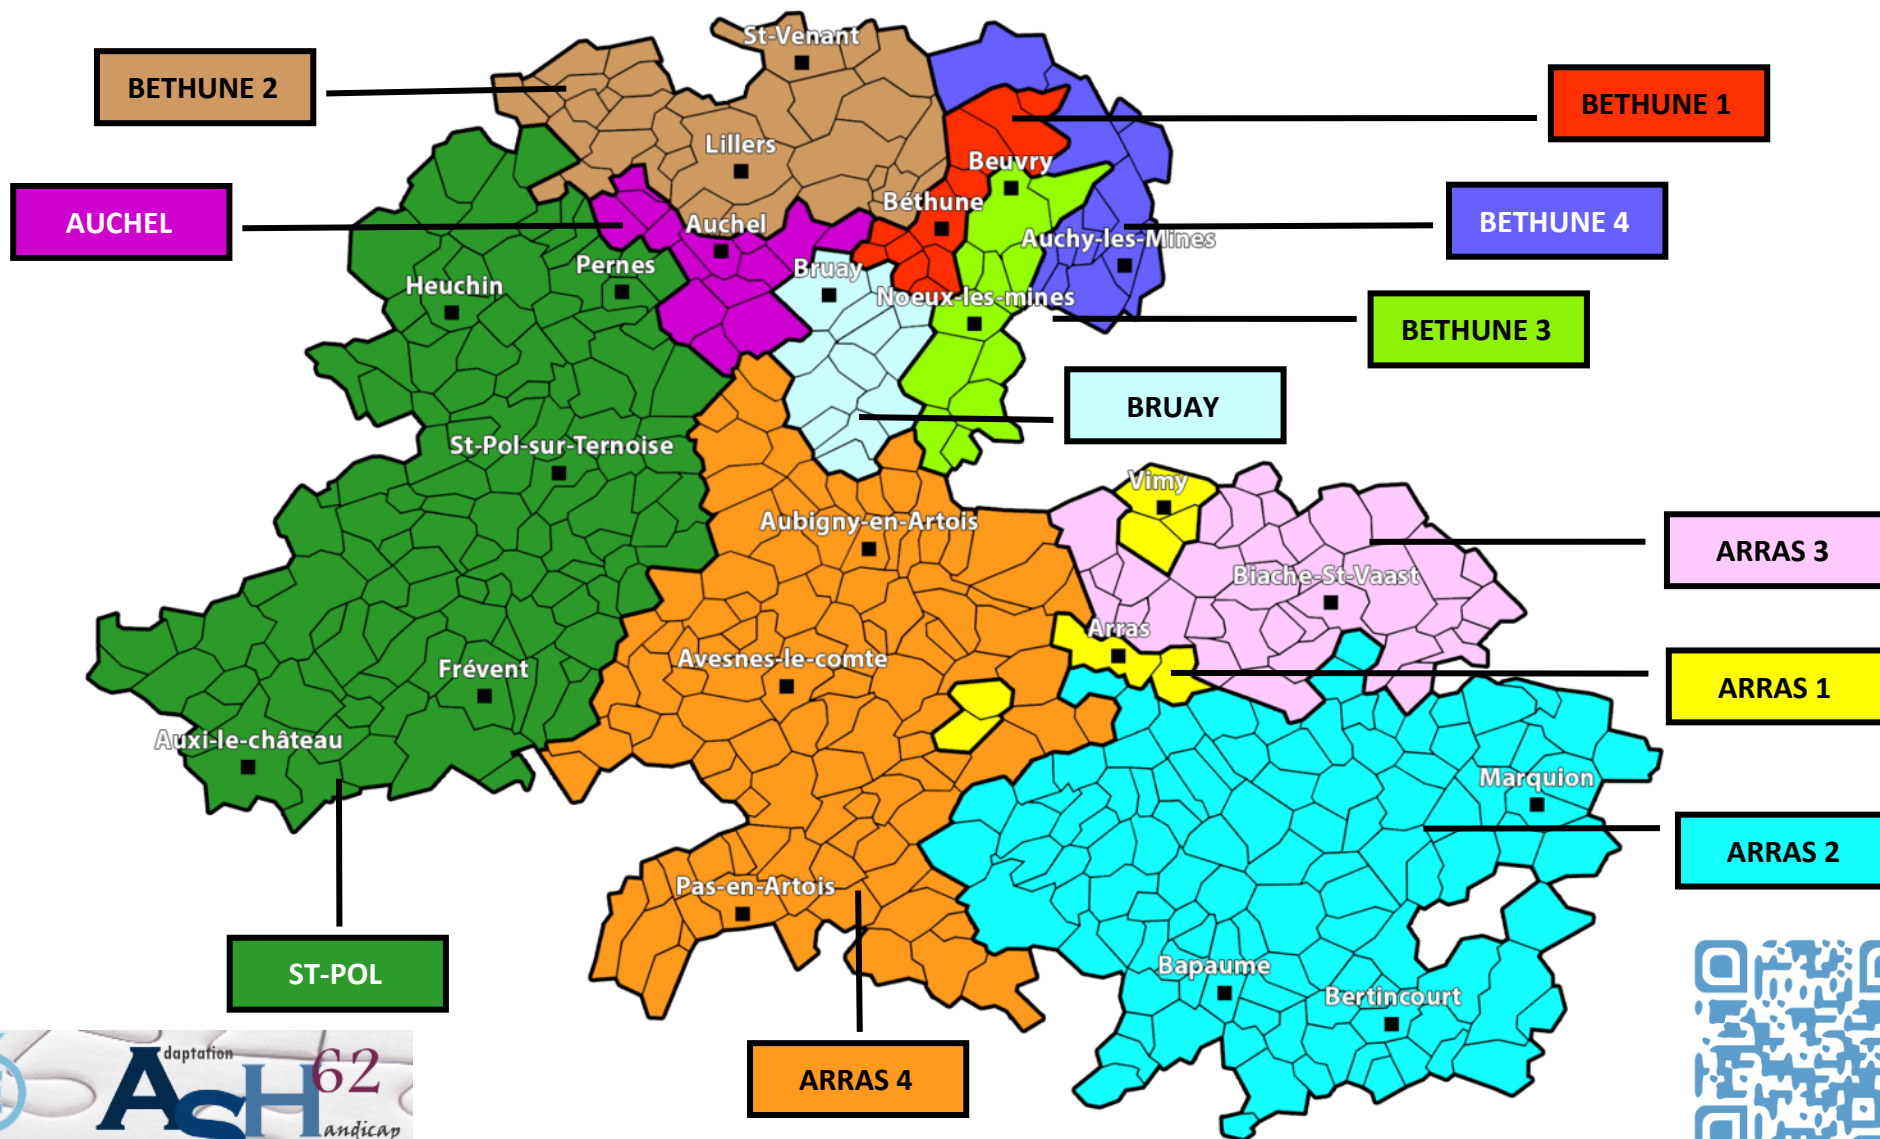 St-Venant
BETHUNE 2
BETHUNE 1
Lillers
Beuvry
AUCHEL
Béthune
BETHUNE 4
Auchel
Auchy-les-Mines
Pernes
Bruay
Heuchin
Noeux-les-mines
BETHUNE 3
BRUAY
St-Pol-sur-Ternoise
Vimy
Aubigny-en-Artois
ARRAS 3
Biache-St-Vaast
Arras
Avesnes-le-comte
Frévent
ARRAS 1
Auxi-le-château
Marquion
ARRAS 2
Pas-en-Artois
ST-POL
Bapaume
Bertincourt
ARRAS 4
Adaptation
ASH 62
Handicap